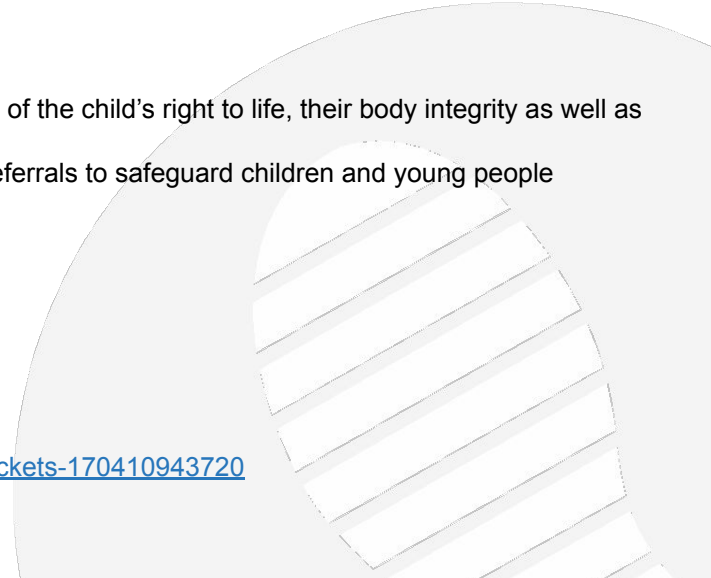 of the child’s right to life, their body integrity as well as
eferrals to safeguard children and young people
ckets-170410943720